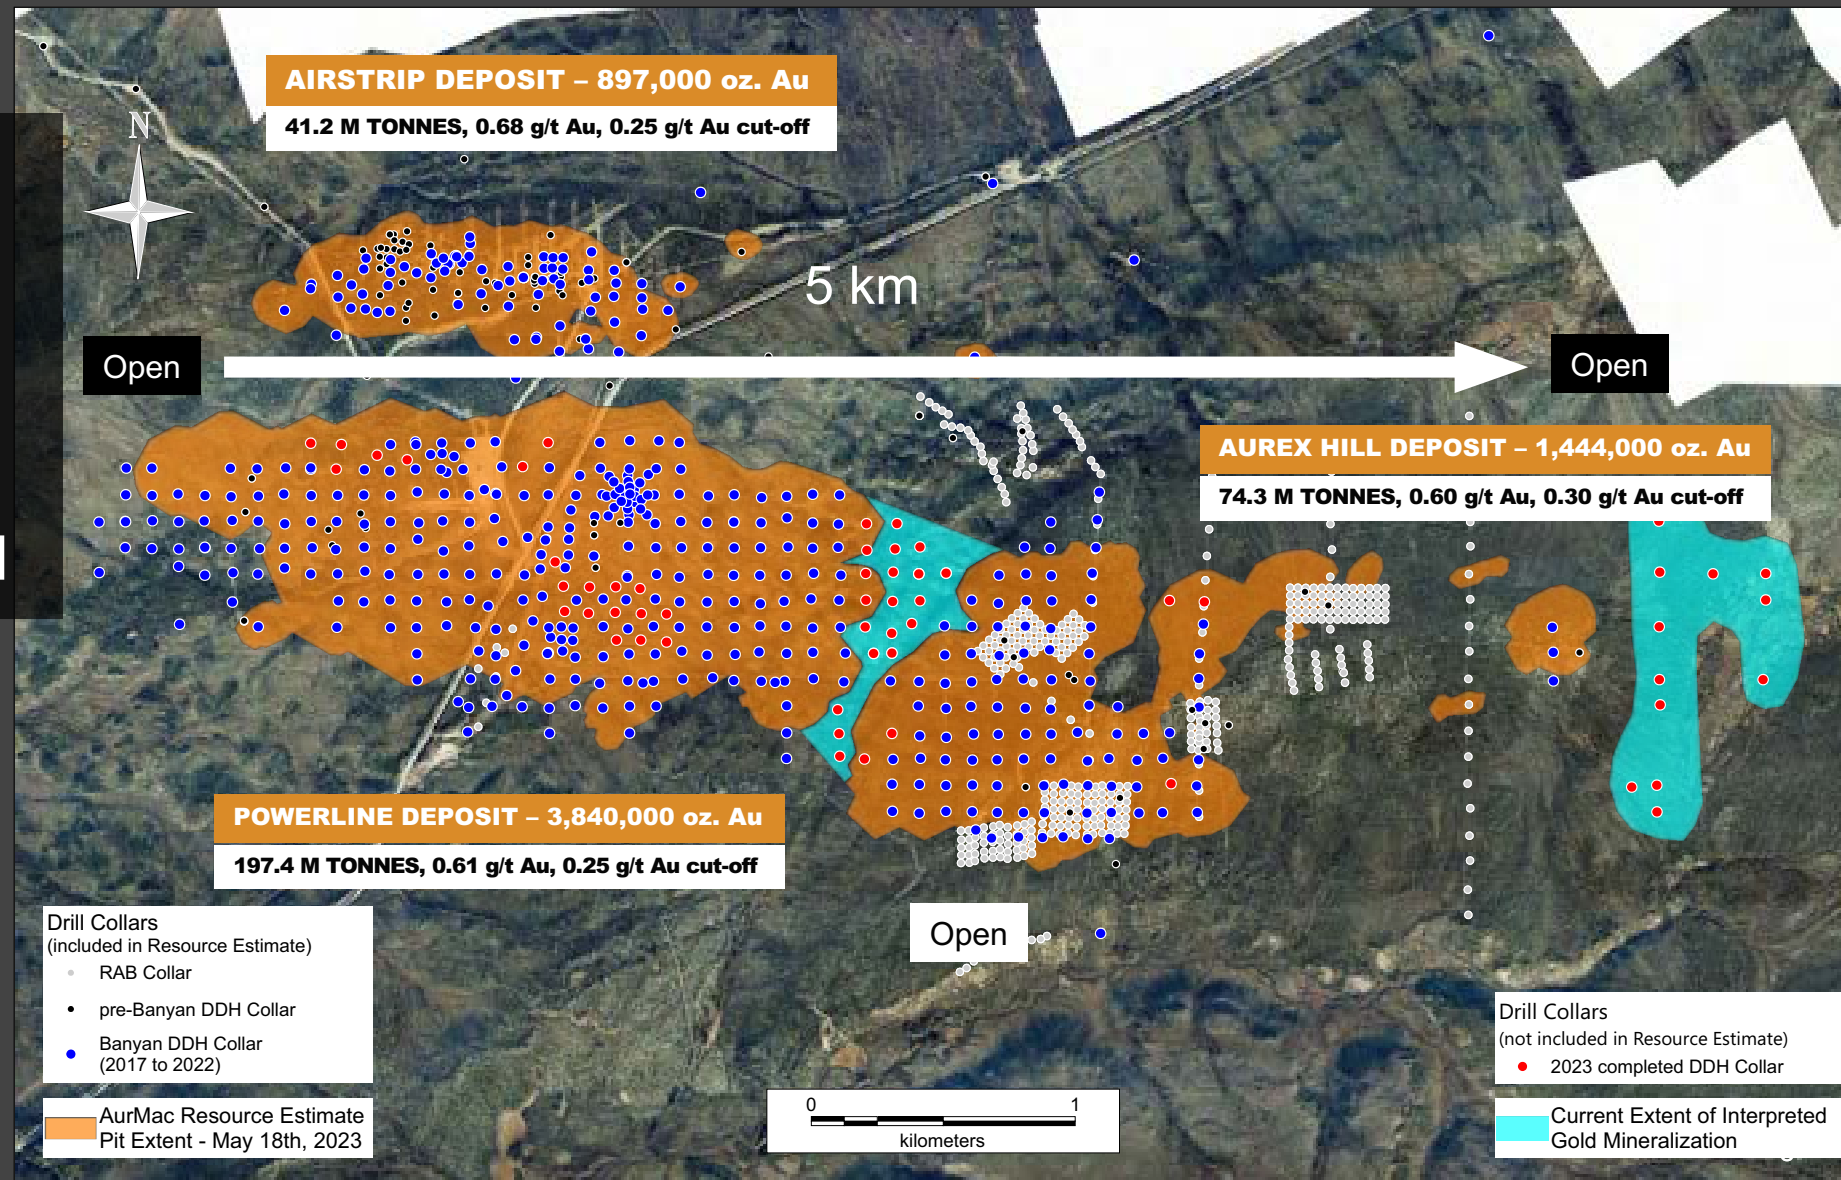 AIRSTRIP DEPOSIT – 897,000 oz. Au
41.2 M TONNES, 0.68 g/t Au, 0.25 g/t Au cut-off
N
5 km
Open
Open
AUREX HILL DEPOSIT – 1,444,000 oz. Au
74.3 M TONNES, 0.60 g/t Au, 0.30 g/t Au cut-off
POWERLINE DEPOSIT – 3,840,000 oz. Au
197.4 M TONNES, 0.61 g/t Au, 0.25 g/t Au cut-off
Open
Drill Collars
(included in Resource Estimate)
RAB Collar
pre-Banyan DDH Collar
Banyan DDH Collar
(2017 to 2022)
AurMac Resource Estimate
Pit Extent - May 18th, 2023
0 1
kilometers
Drill Collars
(not included in Resource Estimate)
2023 completed DDH Collar
Current Extent of Interpreted
Gold Mineralization